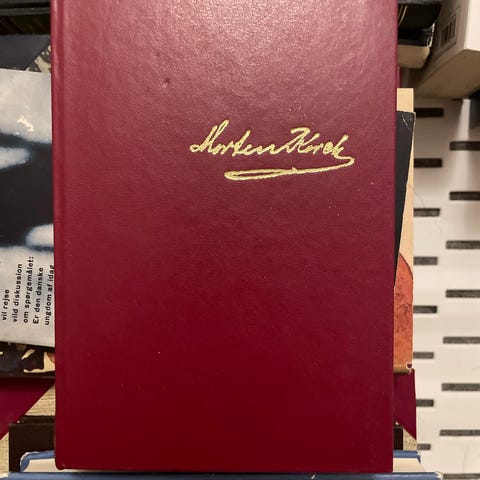 Morten Korch
vil rejse
vild diskussion
om spørgsmålet:
Er den danske
ungdom af idag